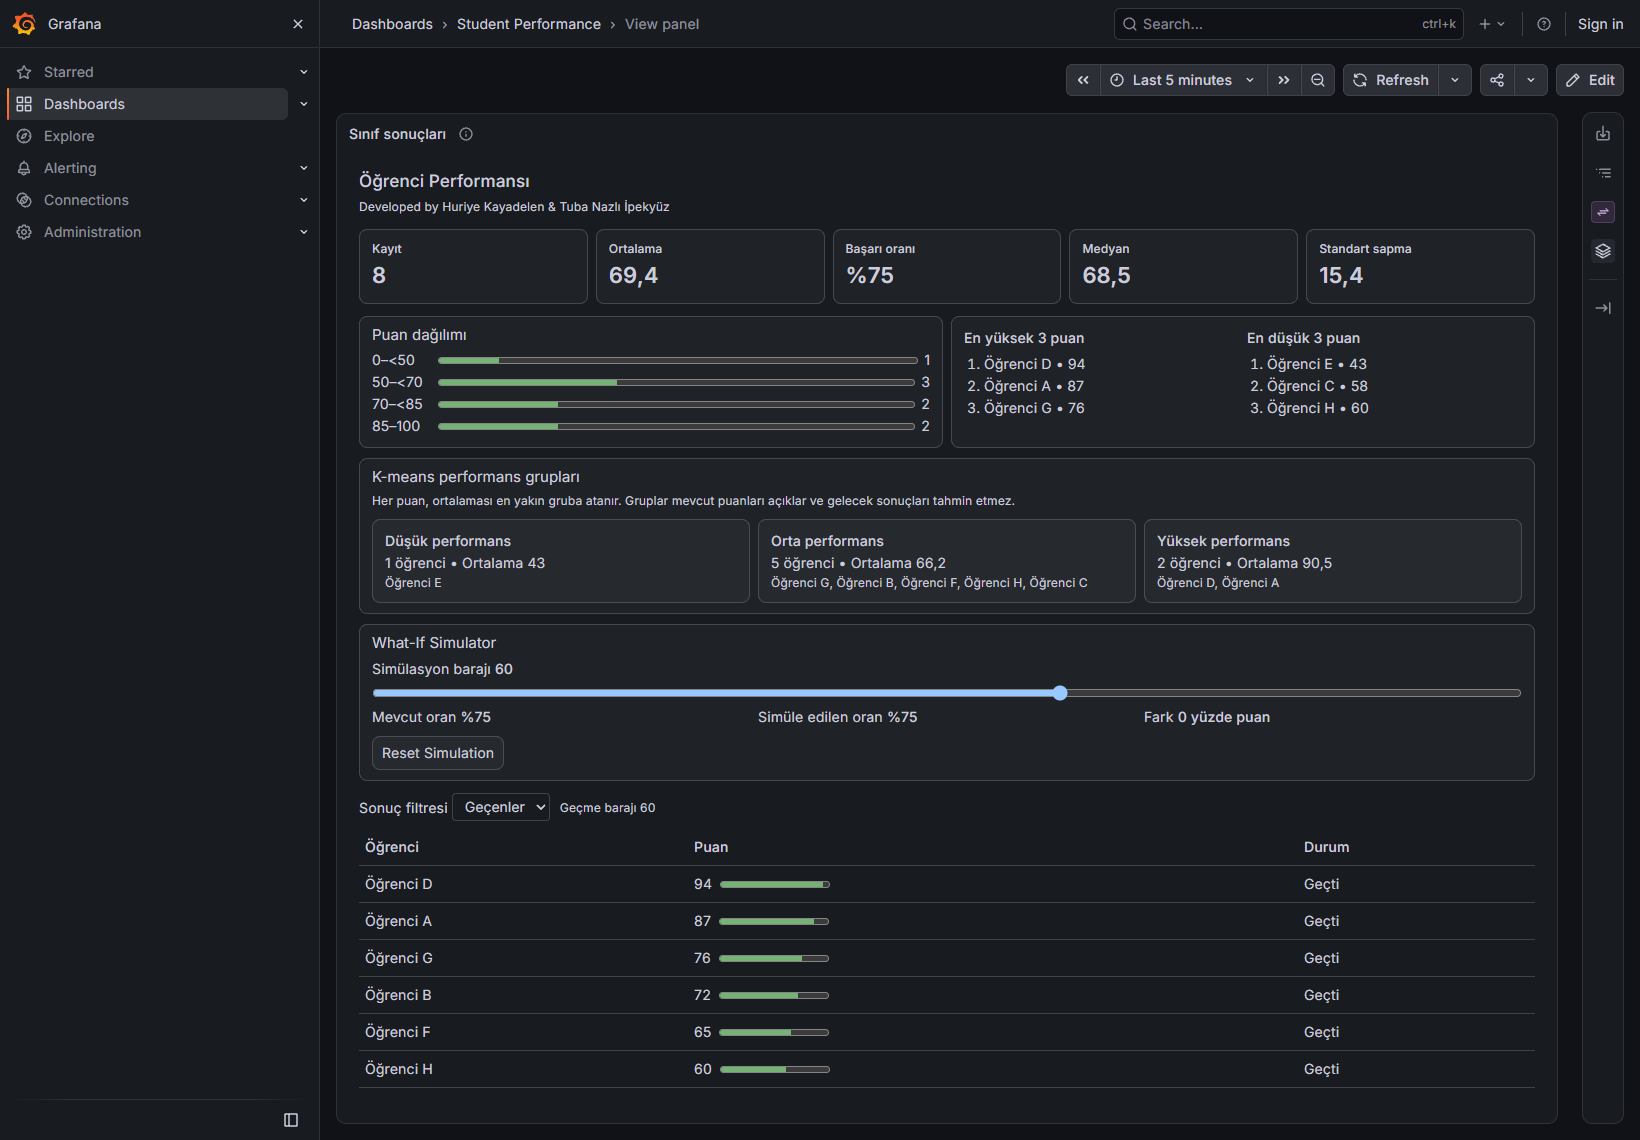 Grafana
Dashboards › Student Performance › View panel
Search...
ctrl+k
Sign in
Starred
Dashboards
Explore
Alerting
Connections
Administration
Last 5 minutes
Refresh
Edit
Sınıf sonuçları
Öğrenci Performansı
Developed by Huriye Kayadelen & Tuba Nazlı İpekyüz
Kayıt
8
Ortalama
69,4
Başarı oranı
%75
Medyan
68,5
Standart sapma
15,4
Puan dağılımı
0–<50 1
50–<70 3
70–<85 2
85–100 2
En yüksek 3 puan
1. Öğrenci D • 94
2. Öğrenci A • 87
3. Öğrenci G • 76
En düşük 3 puan
1. Öğrenci E • 43
2. Öğrenci C • 58
3. Öğrenci H • 60
K-means performans grupları
Her puan, ortalaması en yakın gruba atanır. Gruplar mevcut puanları açıklar ve gelecek sonuçları tahmin etmez.
Düşük performans
1 öğrenci • Ortalama 43
Öğrenci E
Orta performans
5 öğrenci • Ortalama 66,2
Öğrenci G, Öğrenci B, Öğrenci F, Öğrenci H, Öğrenci C
Yüksek performans
2 öğrenci • Ortalama 90,5
Öğrenci D, Öğrenci A
What-If Simulator
Simülasyon barajı 60
Mevcut oran %75
Simüle edilen oran %75
Fark 0 yüzde puan
Reset Simulation
Sonuç filtresi Geçenler Geçme barajı 60
Öğrenci Puan Durum
Öğrenci D 94 Geçti
Öğrenci A 87 Geçti
Öğrenci G 76 Geçti
Öğrenci B 72 Geçti
Öğrenci F 65 Geçti
Öğrenci H 60 Geçti